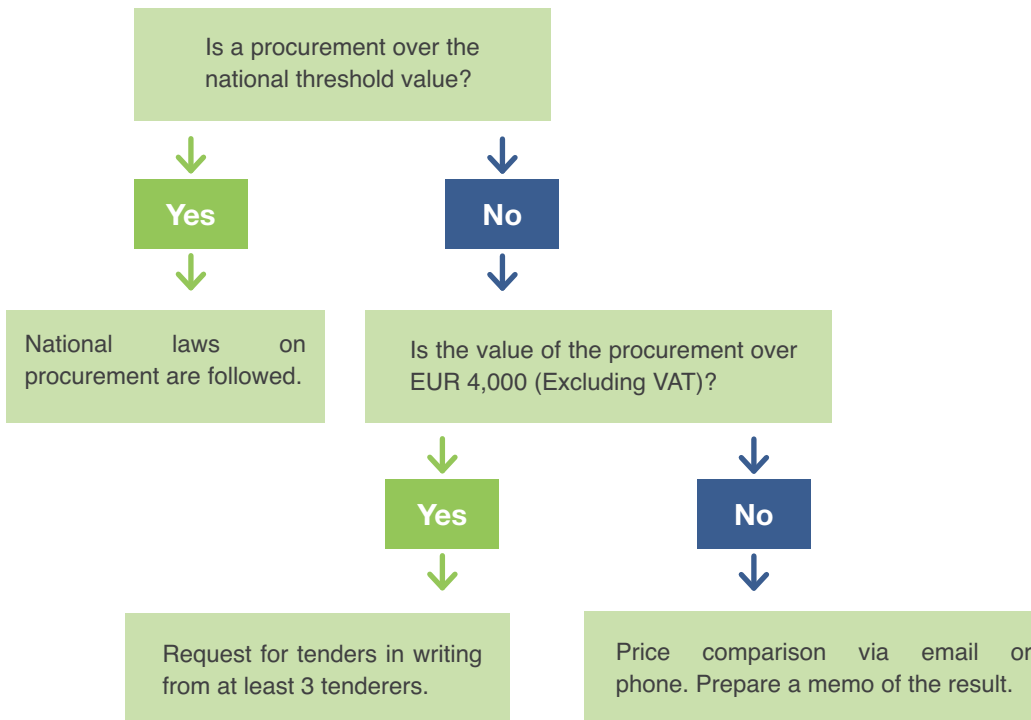 Is a procurement over the
national threshold value?
Yes
No
National laws on
procurement are followed.
Is the value of the procurement over
EUR 4,000 (Excluding VAT)?
Yes
No
Request for tenders in writing
from at least 3 tenderers.
Price comparison via email or
phone. Prepare a memo of the result.